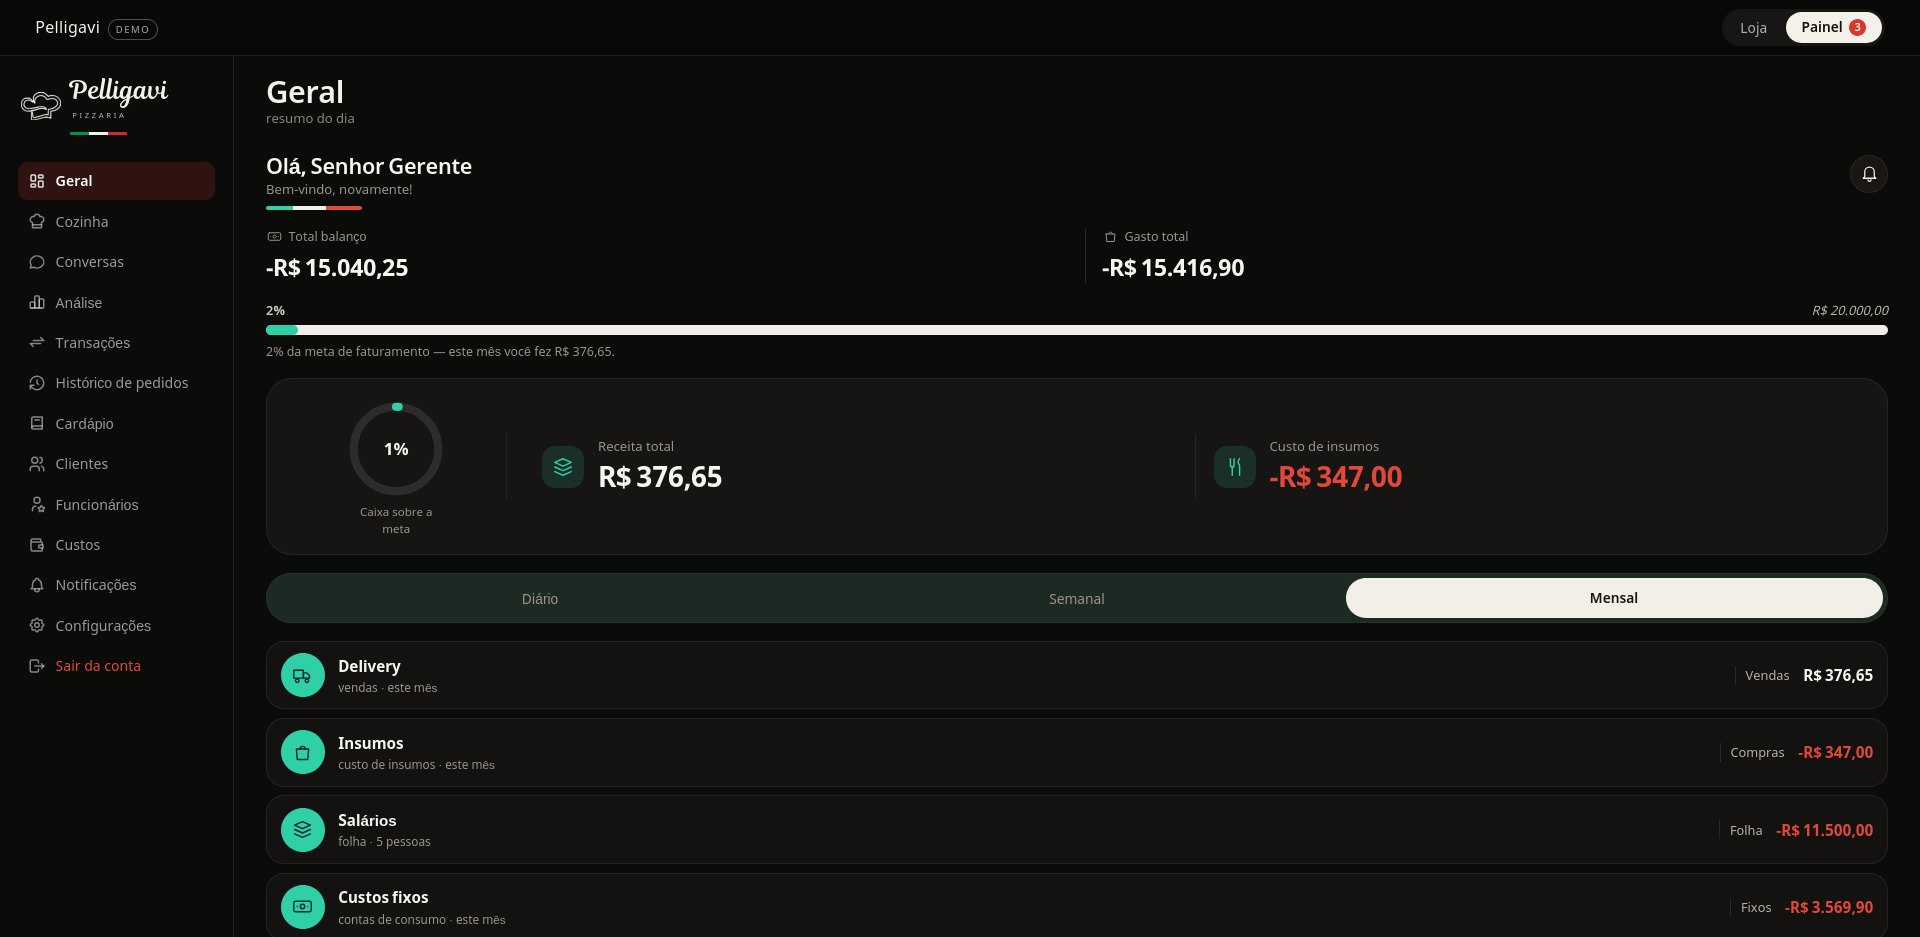 Pelligavi DEMO
Loja
Painel 3
Pelligavi
PIZZARIA
Geral
Cozinha
Conversas
Análise
Transações
Histórico de pedidos
Cardápio
Clientes
Funcionários
Custos
Notificações
Configurações
Sair da conta
Geral
resumo do dia
Olá, Senhor Gerente
Bem-vindo, novamente!
Total balanço
-R$ 15.040,25
Gasto total
-R$ 15.416,90
2%
R$ 20.000,00
2% da meta de faturamento — este mês você fez R$ 376,65.
1%
Caixa sobre a
meta
Receita total
R$ 376,65
Custo de insumos
-R$ 347,00
Diário
Semanal
Mensal
Delivery
vendas · este mês
Vendas R$ 376,65
Insumos
custo de insumos · este mês
Compras -R$ 347,00
Salários
folha · 5 pessoas
Folha -R$ 11.500,00
Custos fixos
contas de consumo · este mês
Fixos -R$ 3.569,90